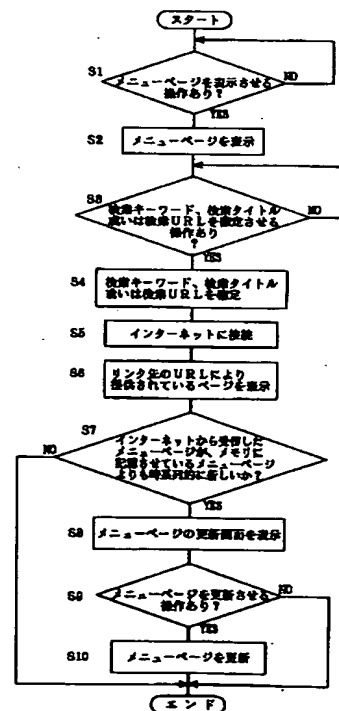 スタート
S1
メニューページを表示させる
操作あり?
NO
YES
S2
メニューページを表示
S3
検索キーワード、検索タイトル
或いは検索URLを確定させる
操作あり
?
NO
YES
S4
検索キーワード、検索タイトル
或いは検索URLを確定
S5
インターネットに接続
S6
リンク先のURLにより
提供されているページを表示
S7
インターネットから受信した
メニューページが、メモリに
記憶させているメニューページ
よりも時系列的に新しいか?
NO
YES
S8
メニューページの更新画面を表示
S9
メニューページを更新させる
操作あり?
NO
YES
S10
メニューページを更新
エンド